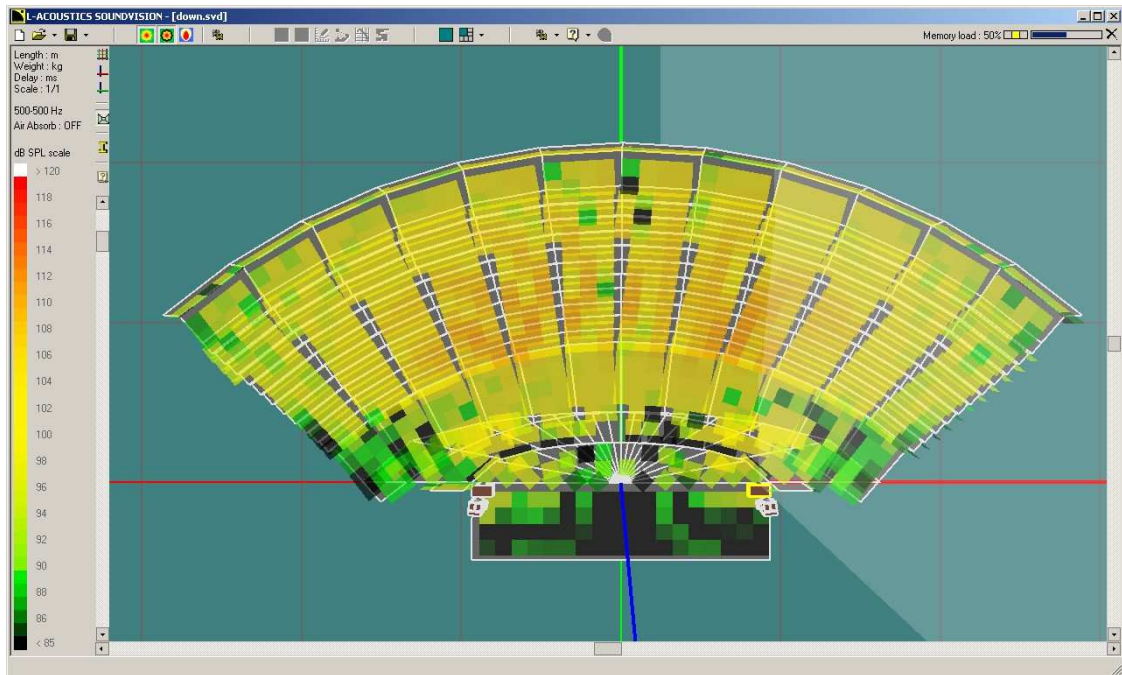 L-ACOUSTICS SOUNDVISION - [down.svd]
Memory load : 50%
Length : m
Weight : kg
Delay : ms
Scale : 1/1
500-500 Hz
Air Absorb : OFF
dB SPL scale
> 120
118
116
114
112
110
108
106
104
102
100
98
96
94
92
90
88
86
< 85